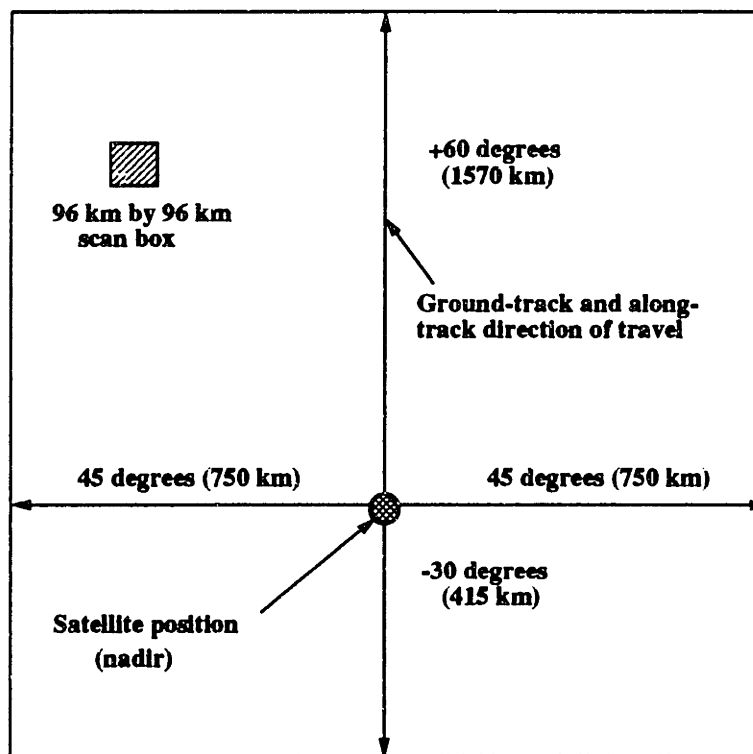 +60 degrees
(1570 km)
96 km by 96 km
scan box
Ground-track and along-
track direction of travel
45 degrees (750 km)
45 degrees (750 km)
-30 degrees
(415 km)
Satellite position
(nadir)